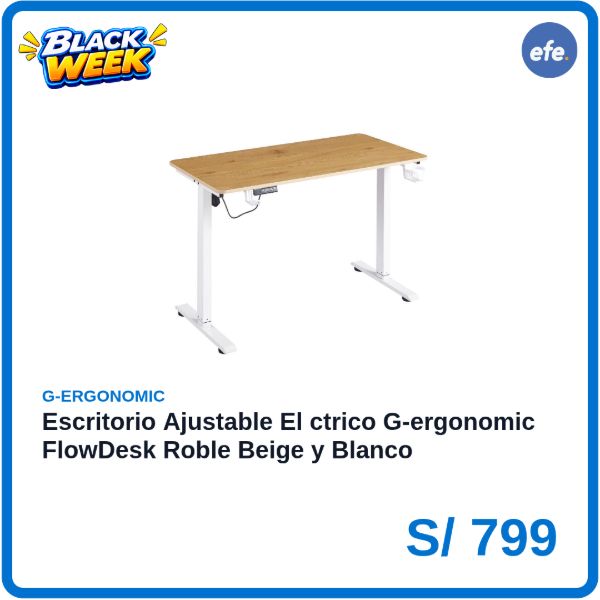 BLACK
WEEK
efe.
G-ERGONOMIC
Escritorio Ajustable El ctrico G-ergonomic
FlowDesk Roble Beige y Blanco
S/ 799